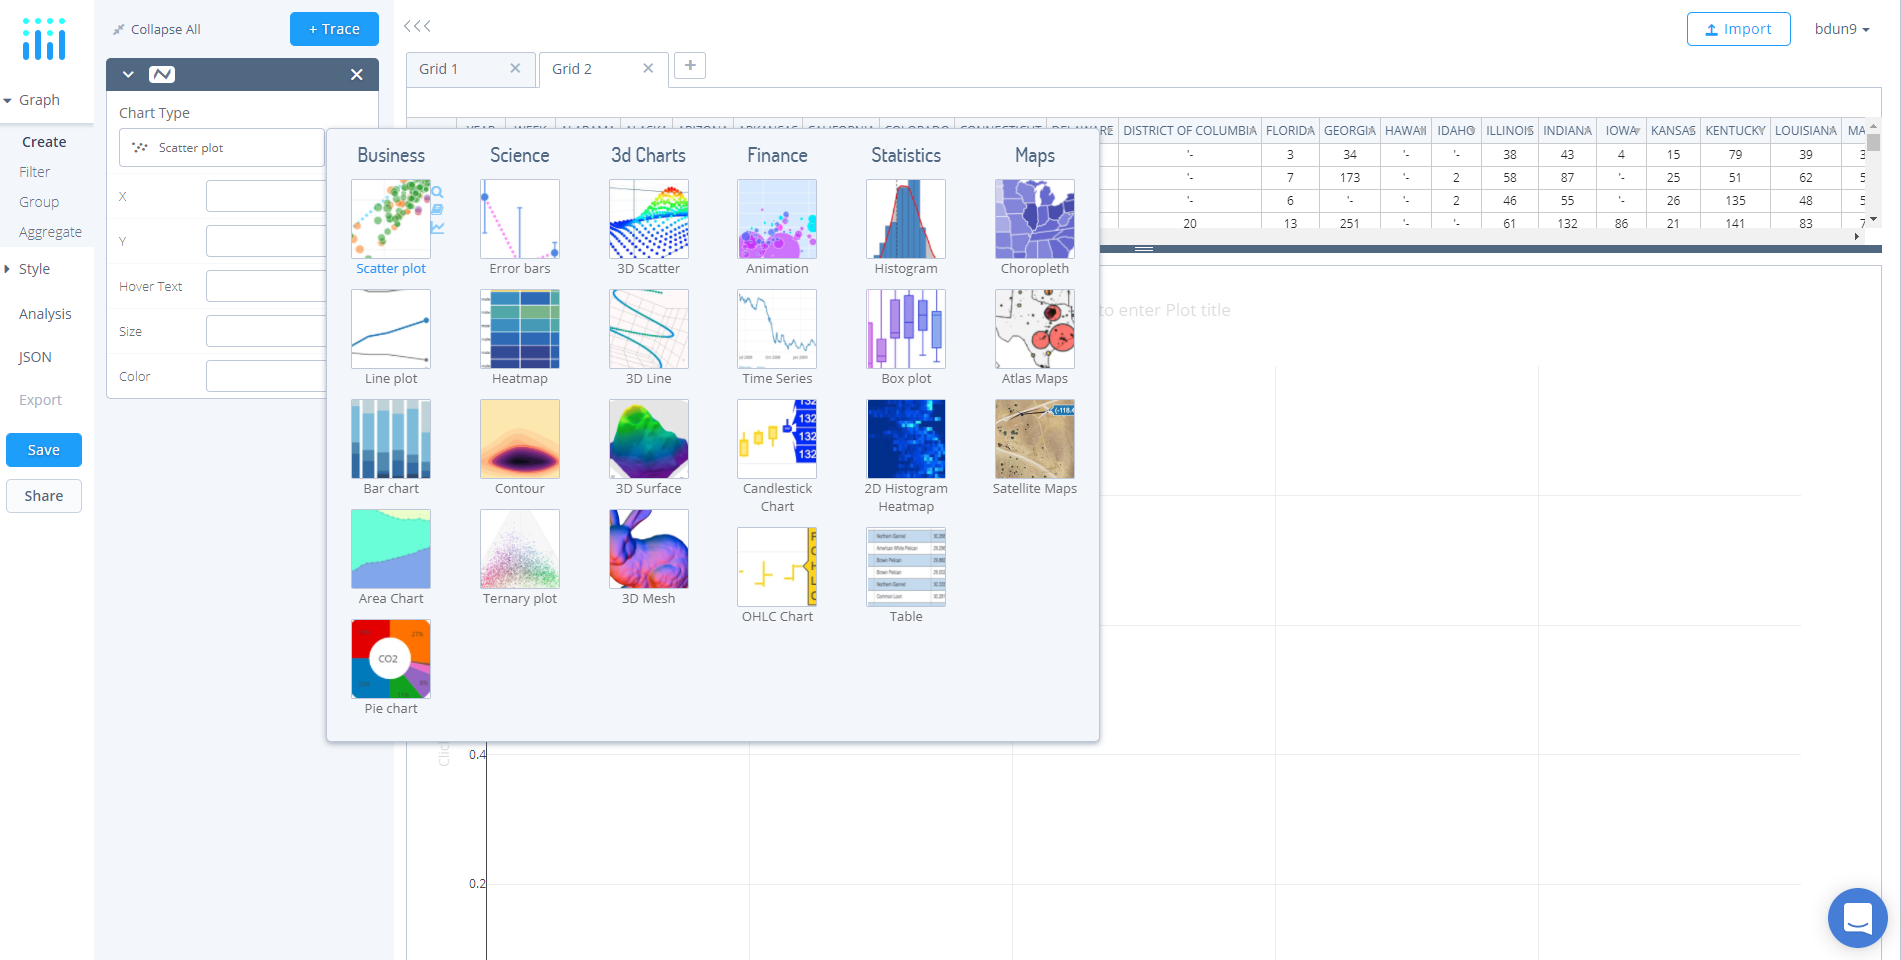 Collapse All
+ Trace
Import
bdun9
Grid 1
Grid 2
+
Graph
Create
Filter
Group
Aggregate
Style
Analysis
JSON
Export
Save
Share
Chart Type
Scatter plot
X
Y
Hover Text
Size
Color
DISTRICT OF COLUMBIA FLORIDA GEORGIA HAWAII IDAHO ILLINOIS INDIANA IOWA KANSAS KENTUCKY LOUISIANA MA
'- 3 34 '- '- 38 43 4 15 79 39 3
'- 7 173 '- 2 58 87 '- 25 51 62 5
'- 6 '- '- 2 46 55 '- 26 135 48 5
20 13 251 '- '- 61 132 86 21 141 83 7
Business Science 3d Charts Finance Statistics Maps
Scatter plot Error bars 3D Scatter Animation Histogram Choropleth
Line plot Heatmap 3D Line Time Series Box plot Atlas Maps
Bar chart Contour 3D Surface Candlestick Chart 2D Histogram Heatmap Satellite Maps
Area Chart Ternary plot 3D Mesh OHLC Chart Table
CO2
27%
Pie chart
132
132
132
(-118.4
to enter Plot title
Clic
0.4
0.2